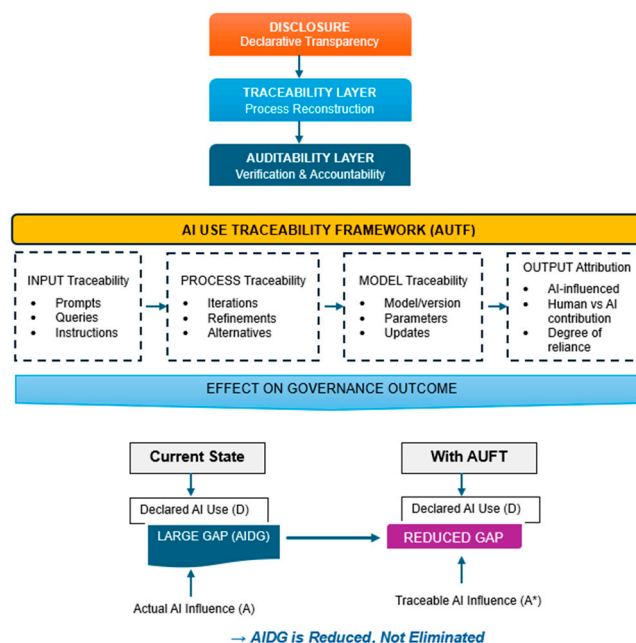 DISCLOSURE
Declarative Transparency
TRACEABILITY LAYER
Process Reconstruction
AUDITABILITY LAYER
Verification & Accountability
AI USE TRACEABILITY FRAMEWORK (AUTF)
INPUT Traceability
• Prompts
• Queries
• Instructions
PROCESS Traceability
• Iterations
• Refinements
• Alternatives
MODEL Traceability
• Model/version
• Parameters
• Updates
OUTPUT Attribution
• AI-influenced
• Human vs AI
contribution
• Degree of
reliance
EFFECT ON GOVERNANCE OUTCOME
Current State
Declared AI Use (D)
LARGE GAP (AIDG)
Actual AI Influence (A)
With AUFT
Declared AI Use (D)
REDUCED GAP
Traceable AI Influence (A*)
→ AIDG is Reduced, Not Eliminated